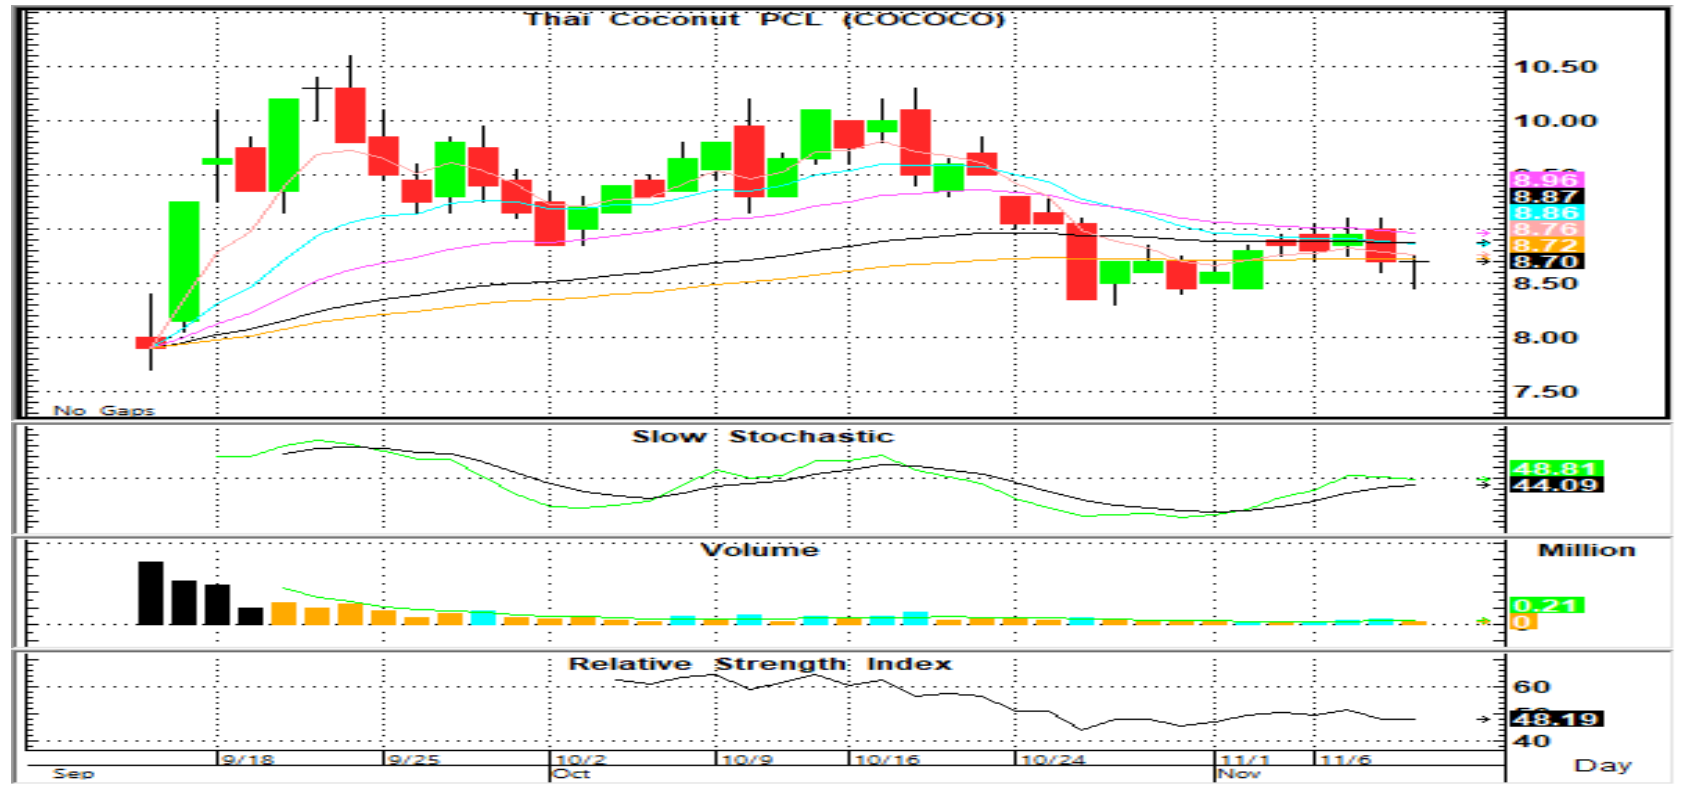 Thai Coconut PCL (COCOCO)
10.50
10.00
8.96
8.87
8.86
8.76
8.72
8.70
8.50
8.00
7.50
No Gaps
Slow Stochastic
48.81
44.09
Volume
Million
0.21
0
Relative Strength Index
60
48.19
40
9/18
9/25
10/2
10/9
10/16
10/24
11/1
11/6
Day
Sep
Oct
Nov